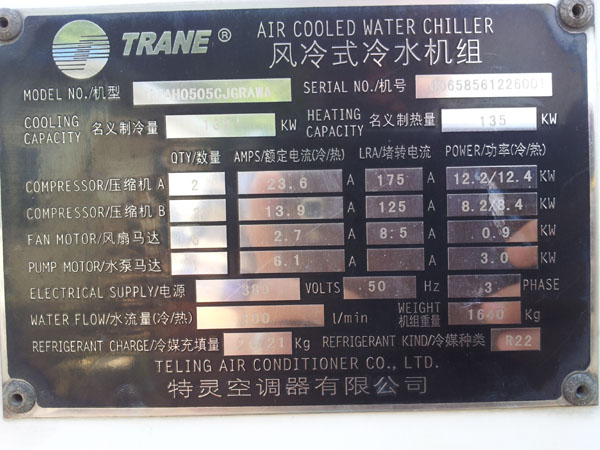 TRANE ®
AIR COOLED WATER CHILLER
风冷式冷水机组
MODEL NO./机型 SERIAL NO./机号
COOLING CAPACITY 名义制冷量 KW HEATING CAPACITY 名义制热量 135 KW
QTY/数量 AMPS/额定电流(冷/热) LRA/堵转电流 POWER/功率(冷/热)
COMPRESSOR/压缩机 A 2 23.6 A 175 A 12.2/12.4 KW
COMPRESSOR/压缩机 B 13.9 A 125 A 8.2/8.4 KW
FAN MOTOR/风扇马达 2.7 A 8:5 A 0.9 KW
PUMP MOTOR/水泵马达 6.1 A A 3.0 KW
ELECTRICAL SUPPLY/电源 380 VOLTS 50 Hz 3 PHASE
WATER FLOW/水流量(冷/热) l/min WEIGHT 机组重量 1640 Kg
REFRIGERANT CHARGE/冷媒充填量 Kg REFRIGERANT KIND/冷媒种类 R22
TELING AIR CONDITIONER CO., LTD.
特灵空调器有限公司